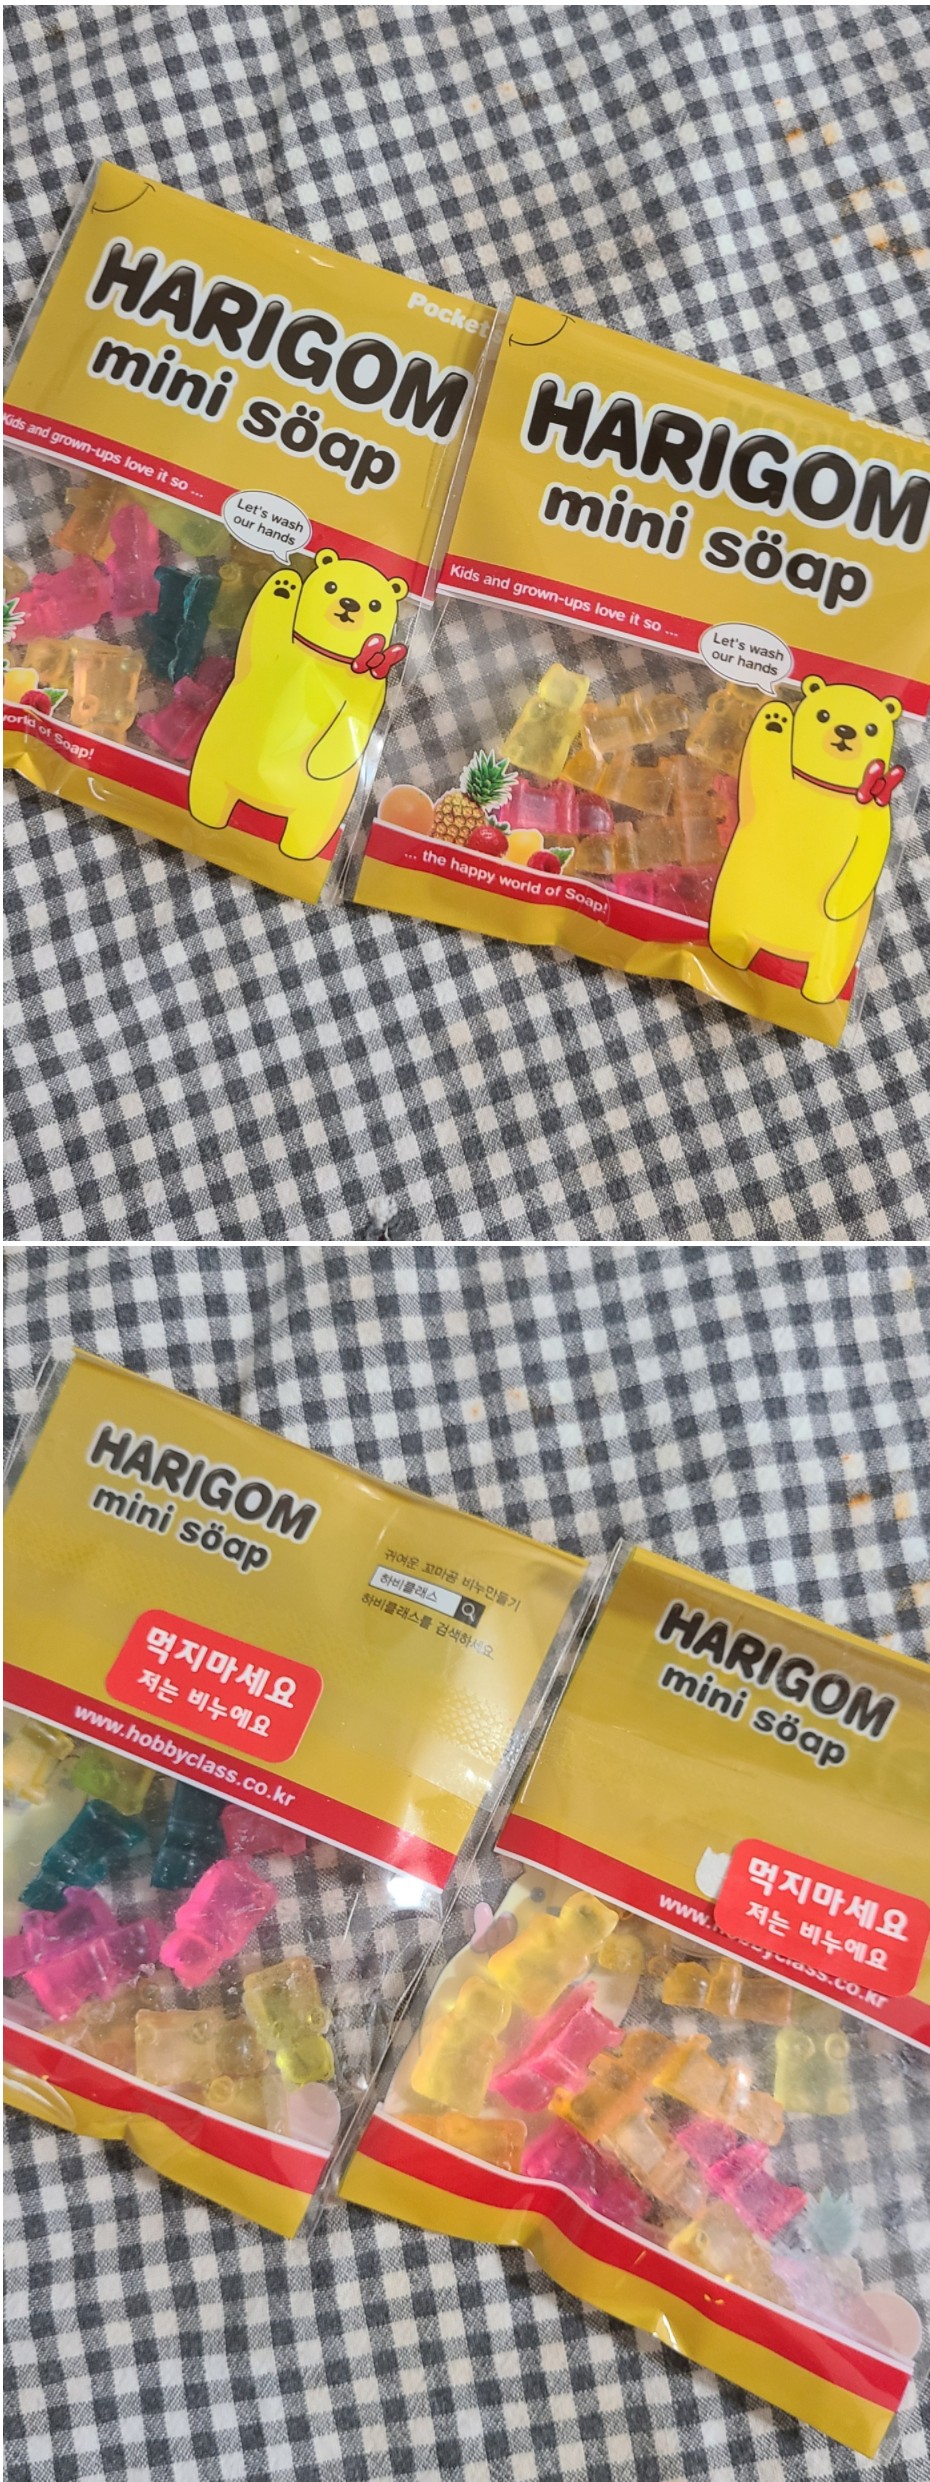 Pocket
HARIGOM
mini söap
Kids and grown-ups love it so ...
Let's wash
our hands
world of Soap!
HARIGOM
mini söap
Kids and grown-ups love it so ...
Let's wash
our hands
... the happy world of Soap!
HARIGOM
mini söap
귀여운 꼬마곰 비누만들기
하비클래스
하비클래스를 검색하세요
먹지마세요
저는 비누에요
www.hobbyclass.co.kr
HARIGOM
mini söap
먹지마세요
저는 비누에요
www.hobbyclass.co.kr